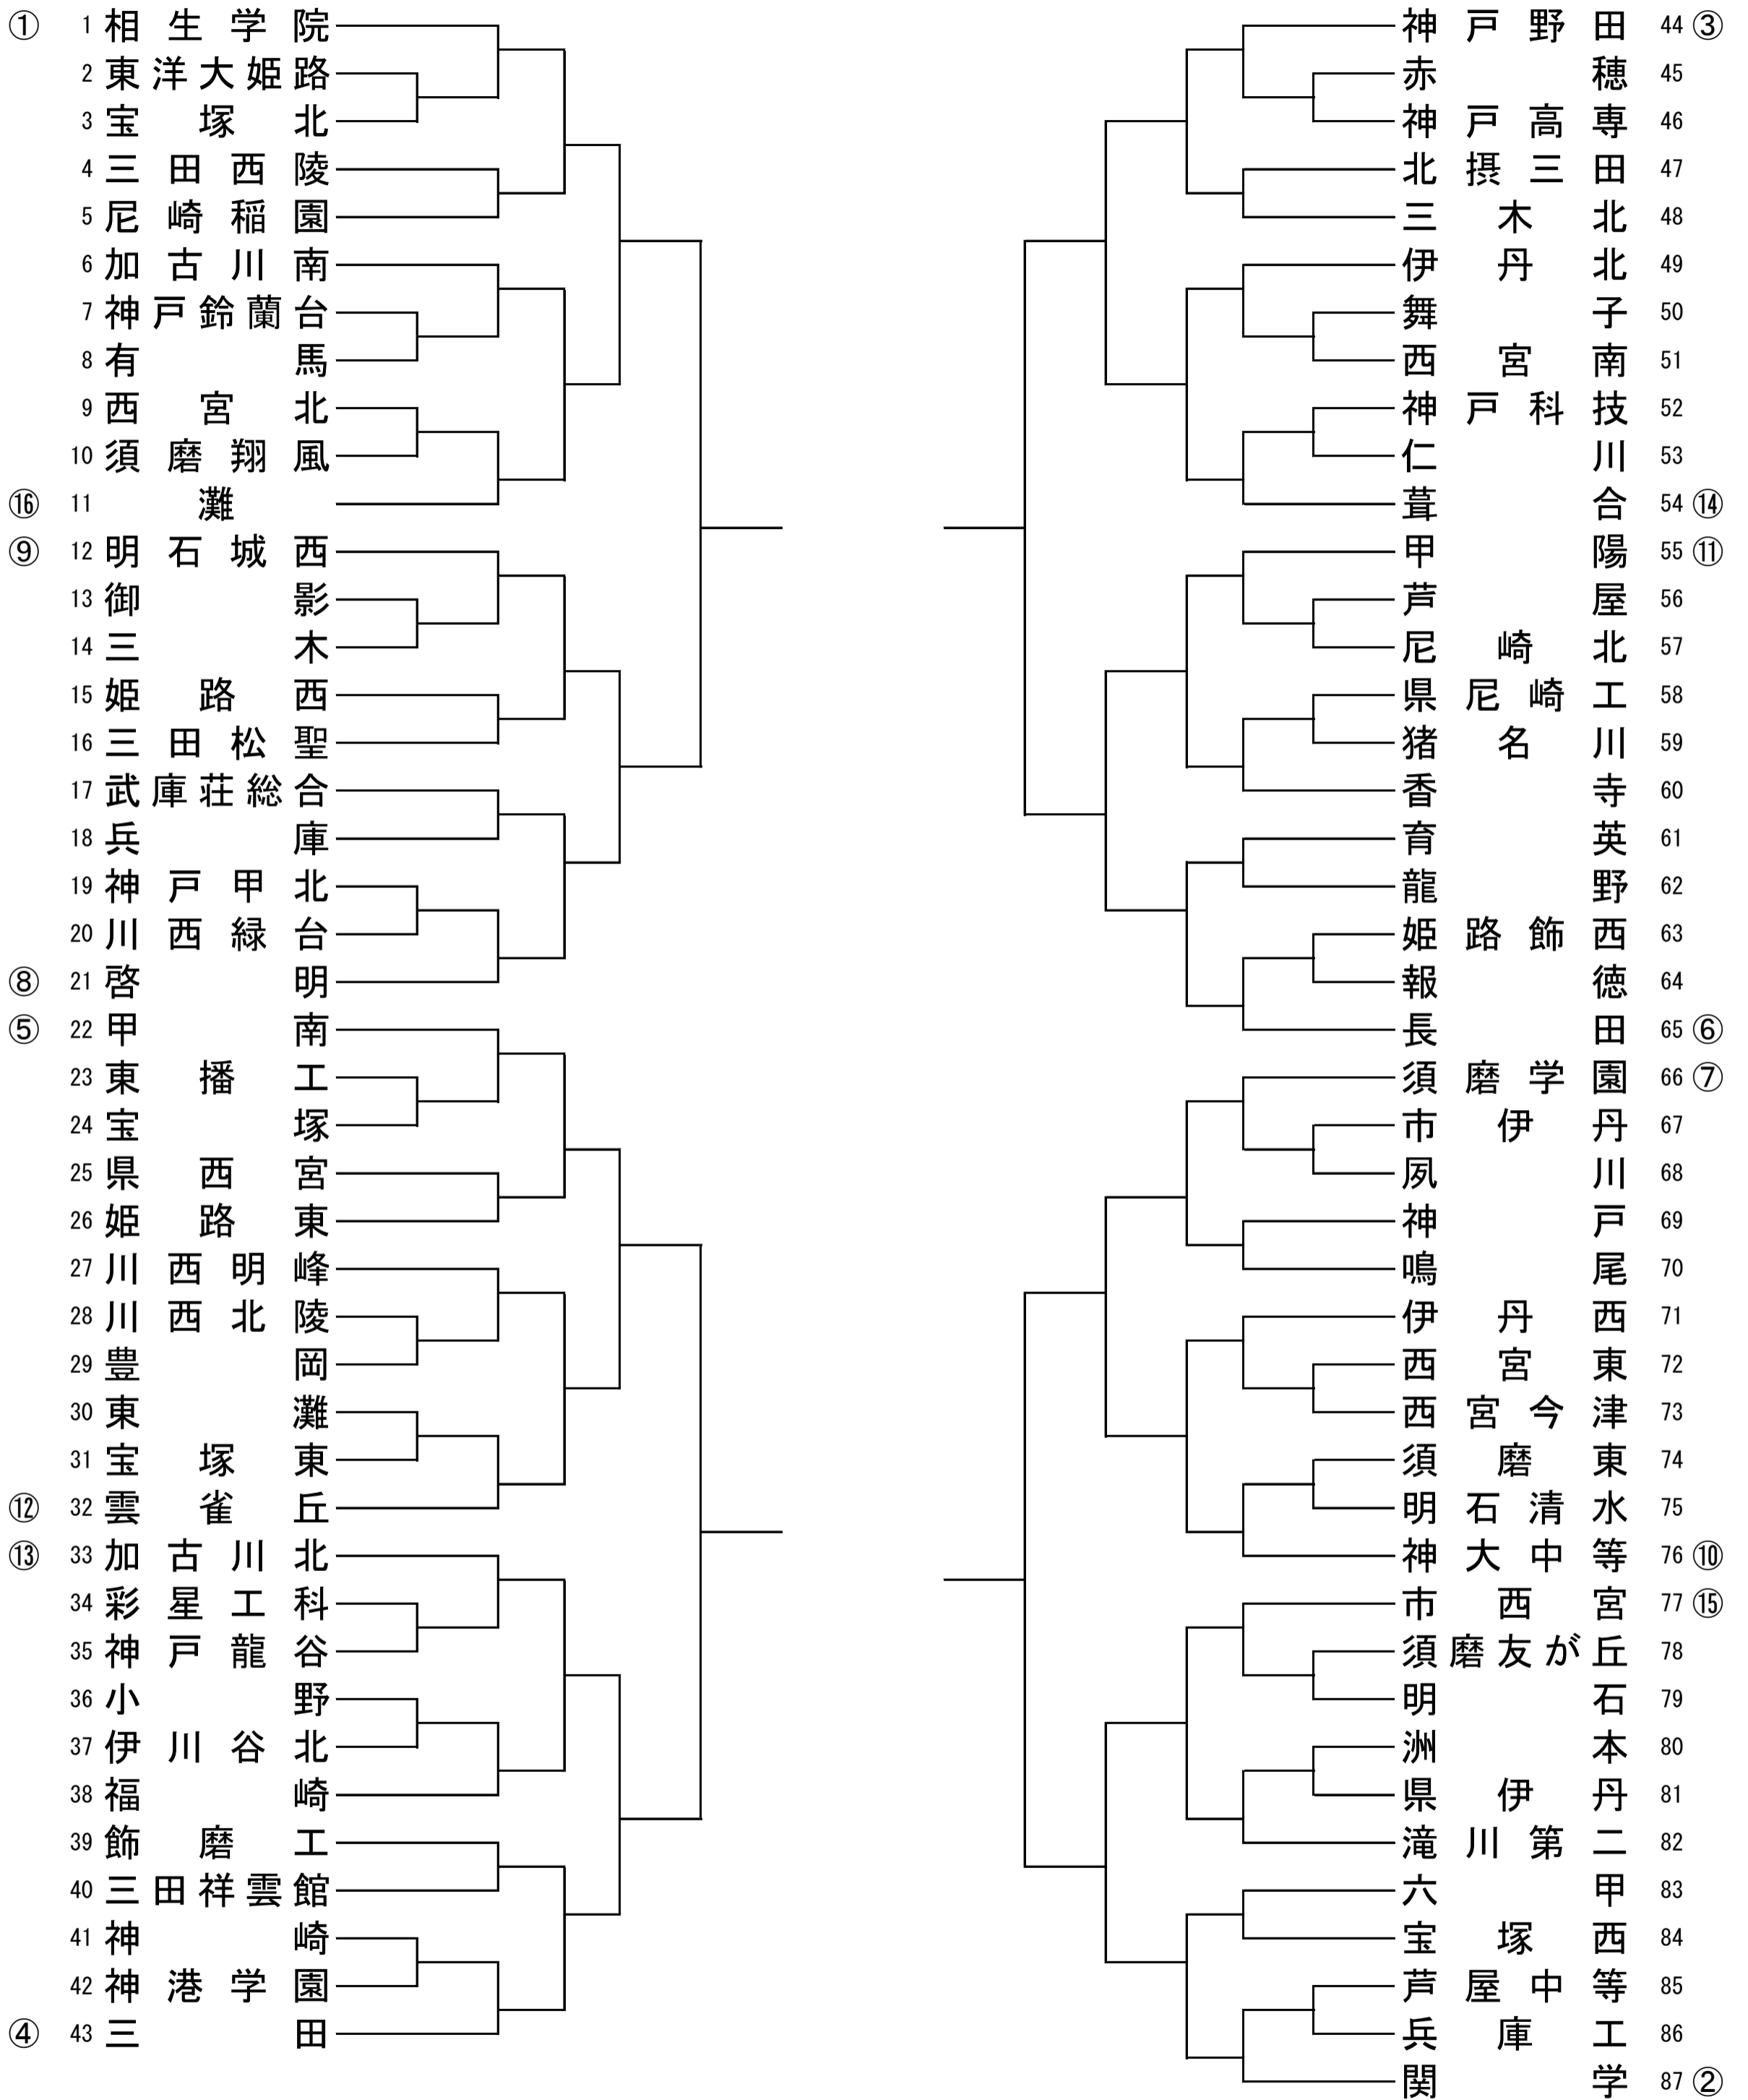 ① 1 相生学院
2 東洋大姫路
3 宝塚北
4 三田西陵
5 尼崎稲園
6 加古川南
7 神戸鈴蘭台
8 有馬
9 西宮北
10 須磨翔風
⑯ 11 灘
⑨ 12 明石城西
13 御影
14 三木
15 姫路西
16 三田松聖
17 武庫荘総合
18 兵庫
19 神戸甲北
20 川西緑台
⑧ 21 啓明
⑤ 22 甲南
23 東播工
24 宝塚
25 県西宮
26 姫路東
27 川西明峰
28 川西北陵
29 豊岡
30 東灘
31 宝塚東
⑫ 32 雲雀丘
⑬ 33 加古川北
34 彩星工科
35 神戸龍谷
36 小野
37 伊川谷北
38 福崎
39 飾磨工
40 三田祥雲館
41 神崎
42 神港学園
④ 43 三田
神戸野田 44 ③
赤穂 45
神戸高専 46
北摂三田 47
三木北 48
伊丹北 49
舞子 50
西宮南 51
神戸科技 52
仁川 53
葺合 54 ⑭
甲陽 55 ⑪
芦屋 56
尼崎北 57
県尼崎工 58
猪名川 59
香寺 60
育英 61
龍野 62
姫路飾西 63
報徳 64
長田 65 ⑥
須磨学園 66 ⑦
市伊丹 67
夙川 68
神戸 69
鳴尾 70
伊丹西 71
西宮東 72
西宮今津 73
須磨東 74
明石清水 75
神大中等 76 ⑩
市西宮 77 ⑮
須磨友が丘 78
明石 79
洲本 80
県伊丹 81
滝川第二 82
六甲 83
宝塚西 84
芦屋中等 85
兵庫工 86
関学 87 ②